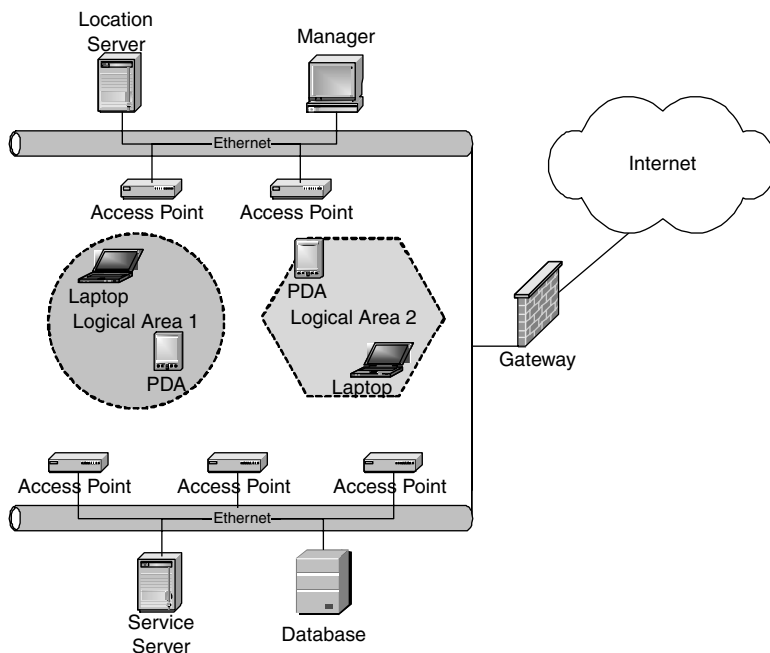 Location
Server
Manager
Ethernet
Internet
Access Point
Access Point
Laptop
Logical Area 1
PDA
PDA
Logical Area 2
Laptop
Gateway
Access Point
Access Point
Access Point
Ethernet
Service
Server
Database